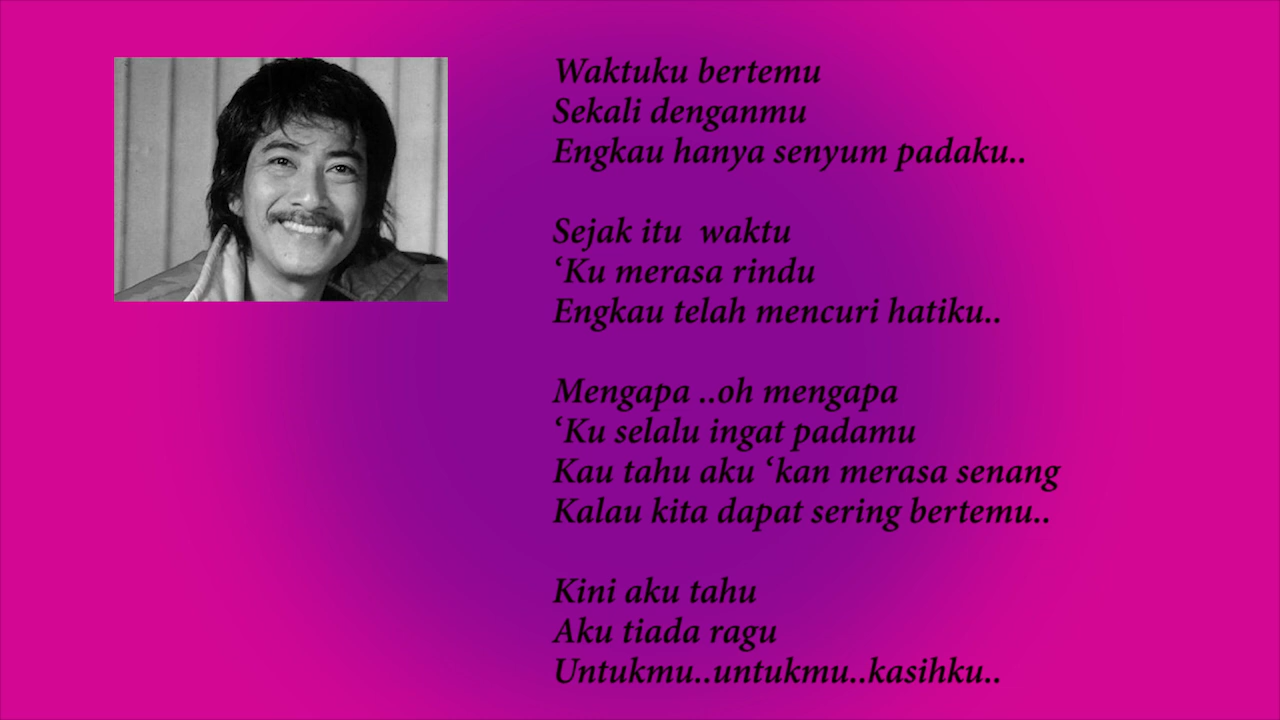 Waktuku bertemu
Sekali denganmu
Engkau hanya senyum padaku..
Sejak itu  waktu
‘Ku merasa rindu
Engkau telah mencuri hatiku..
Mengapa ..oh mengapa
‘Ku selalu ingat padamu
Kau tahu aku ‘kan merasa senang
Kalau kita dapat sering bertemu..
Kini aku tahu
Aku tiada ragu
Untukmu..untukmu..kasihku..